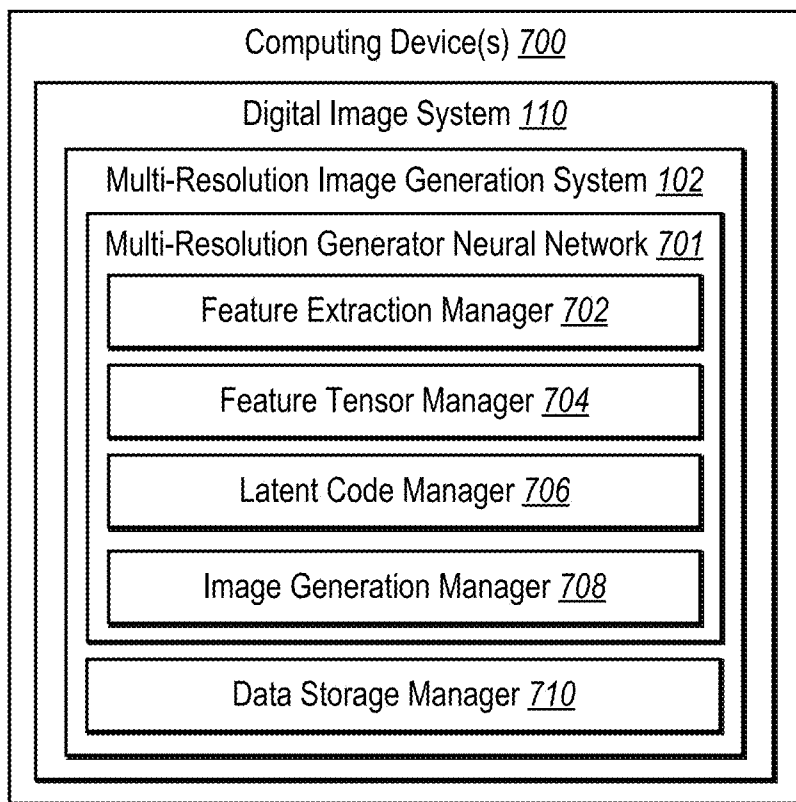 Computing Device(s) 700
Digital Image System 110
Multi-Resolution Image Generation System 102
Multi-Resolution Generator Neural Network 701
Feature Extraction Manager 702
Feature Tensor Manager 704
Latent Code Manager 706
Image Generation Manager 708
Data Storage Manager 710